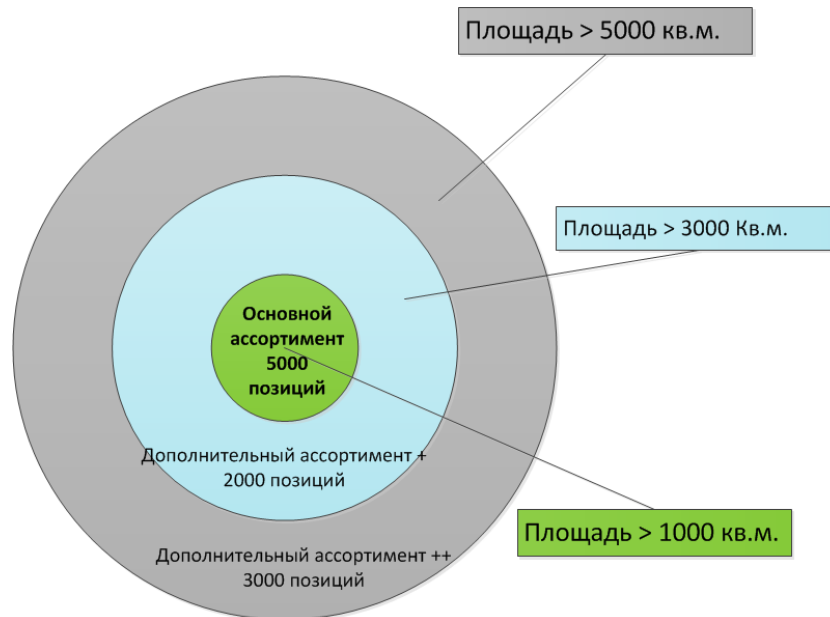 Площадь > 5000 кв.м.
Площадь > 3000 Кв.м.
Основной
ассортимент
5000
позиций
Дополнительный ассортимент +
2000 позиций
Площадь > 1000 кв.м.
Дополнительный ассортимент ++
3000 позиций